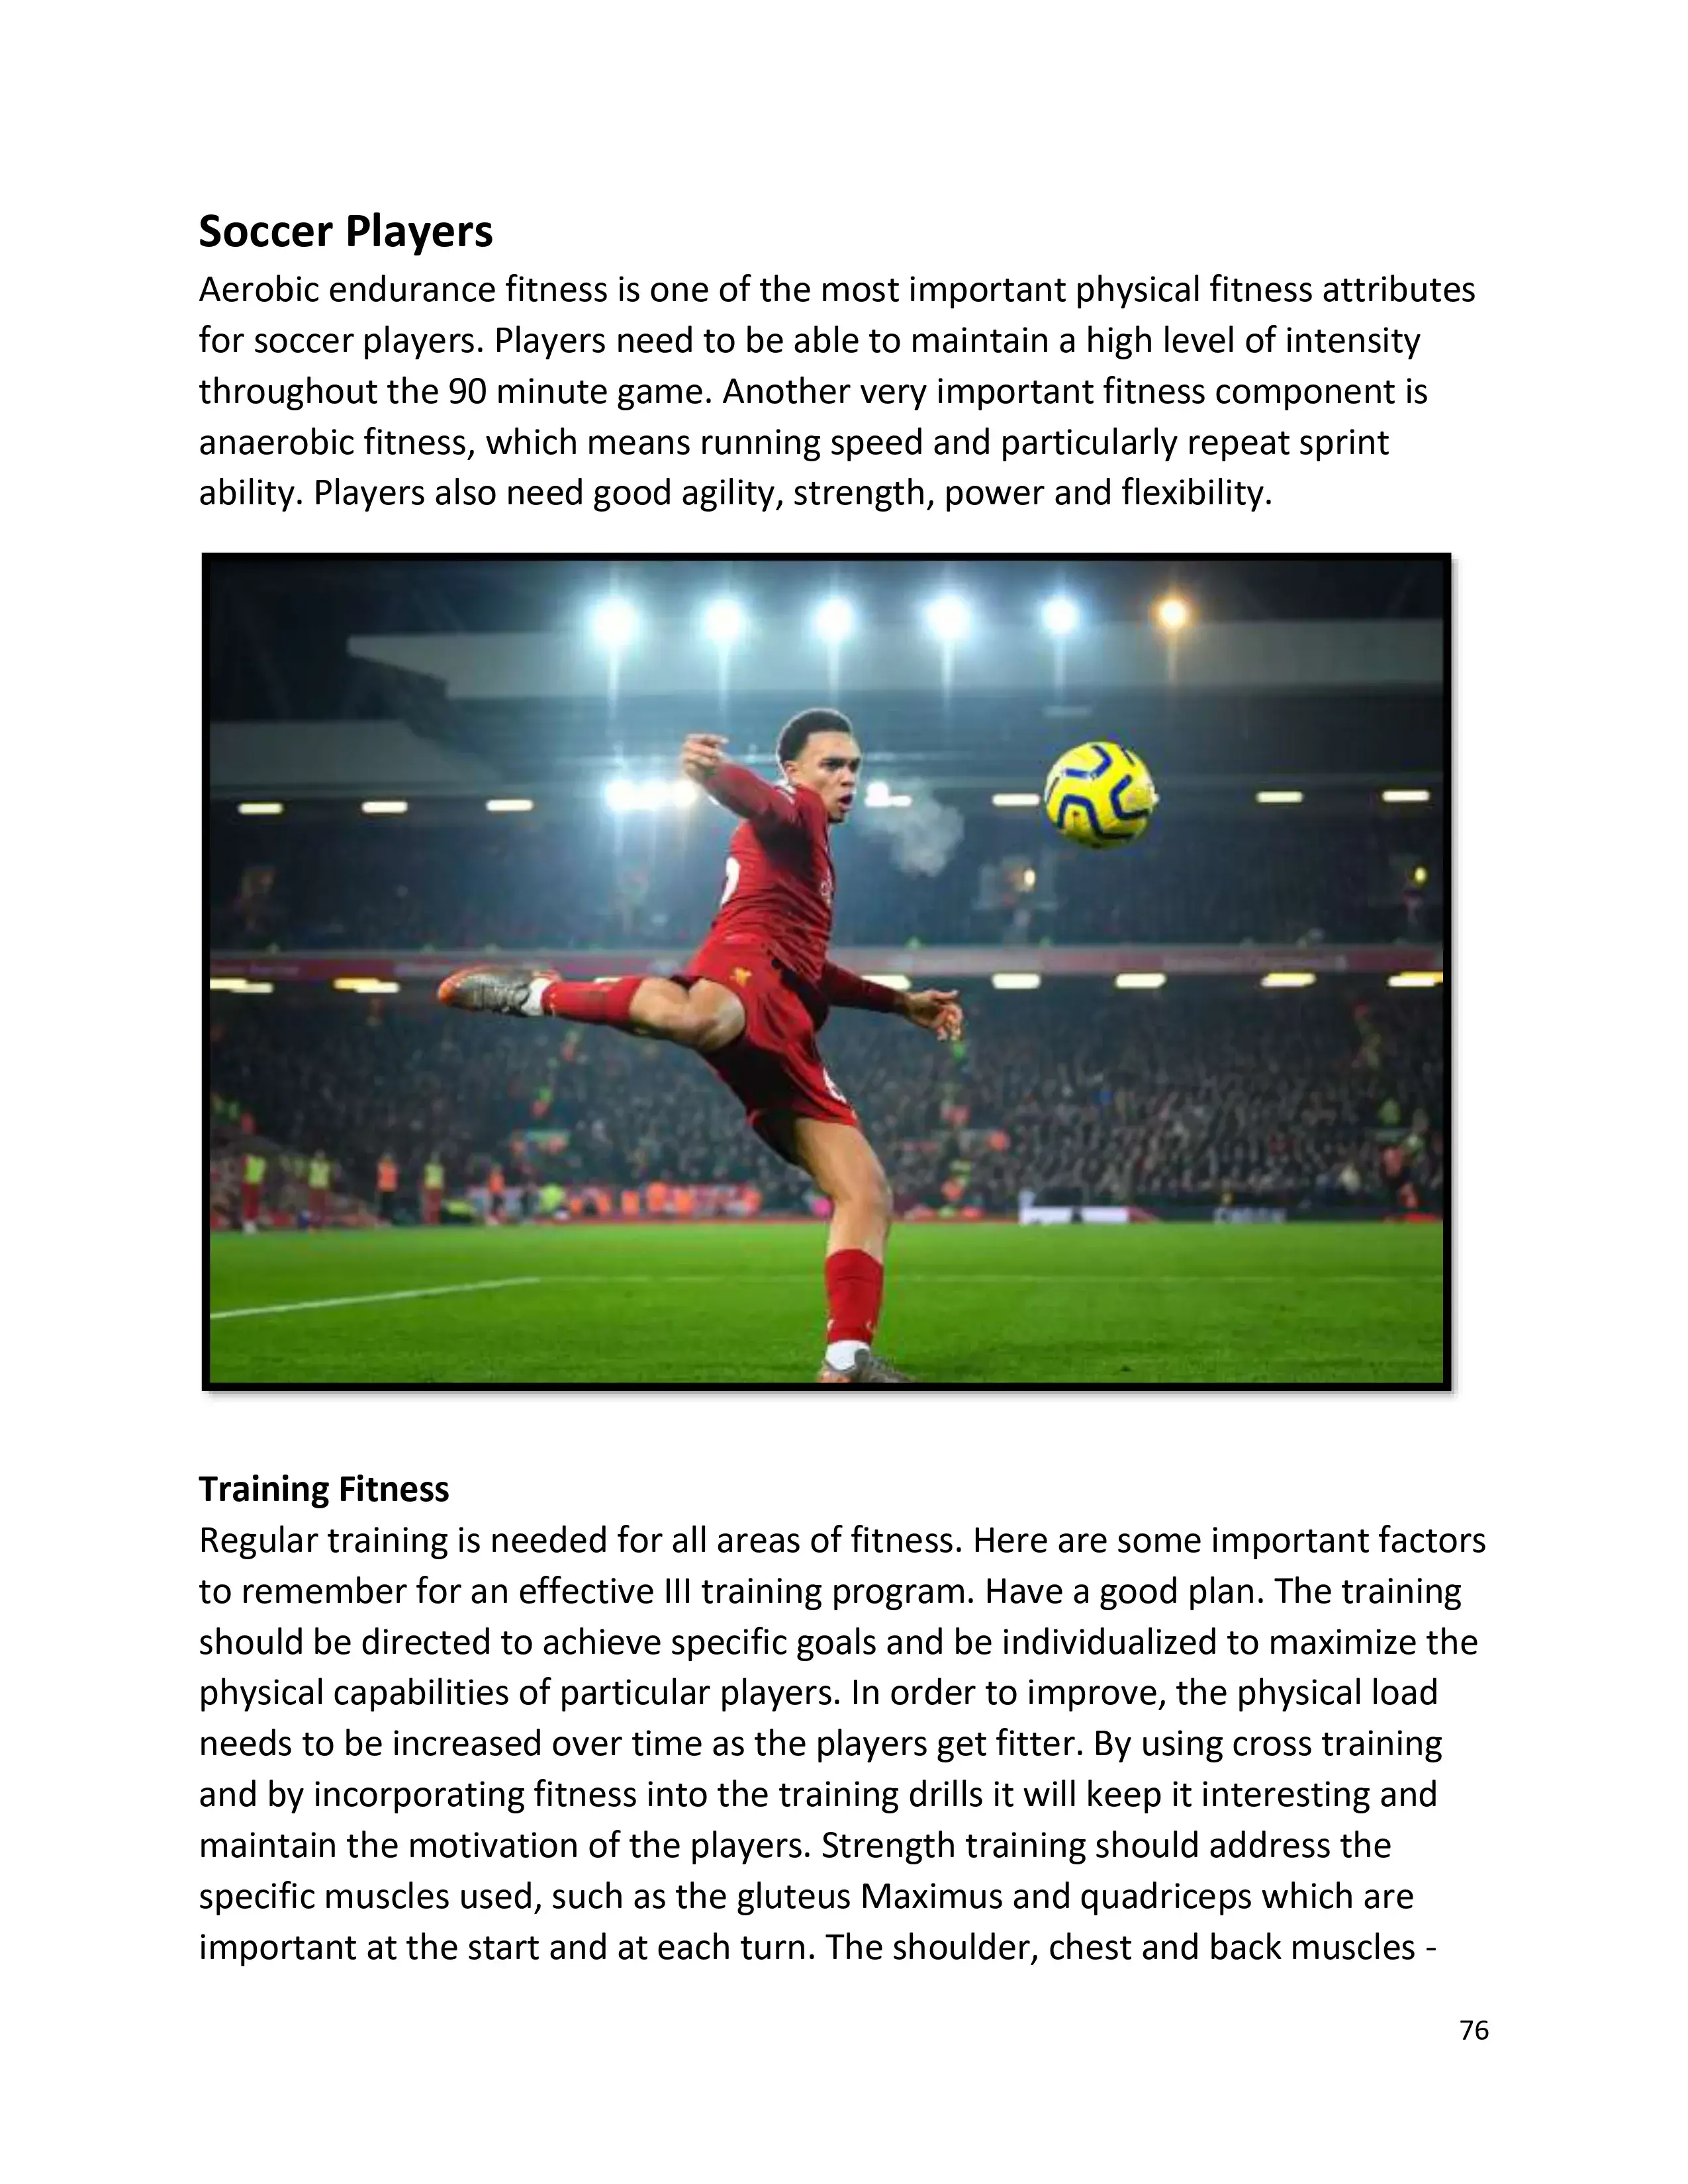 Soccer Players
Aerobic endurance fitness is one of the most important physical fitness attributes
for soccer players. Players need to be able to maintain a high level of intensity
throughout the 90 minute game. Another very important fitness component is
anaerobic fitness, which means running speed and particularly repeat sprint
ability. Players also need good agility, strength, power and flexibility.
Training Fitness
Regular training is needed for all areas of fitness. Here are some important factors
to remember for an effective III training program. Have a good plan. The training
should be directed to achieve specific goals and be individualized to maximize the
physical capabilities of particular players. In order to improve, the physical load
needs to be increased over time as the players get fitter. By using cross training
and by incorporating fitness into the training drills it will keep it interesting and
maintain the motivation of the players. Strength training should address the
specific muscles used, such as the gluteus Maximus and quadriceps which are
important at the start and at each turn. The shoulder, chest and back muscles -
76